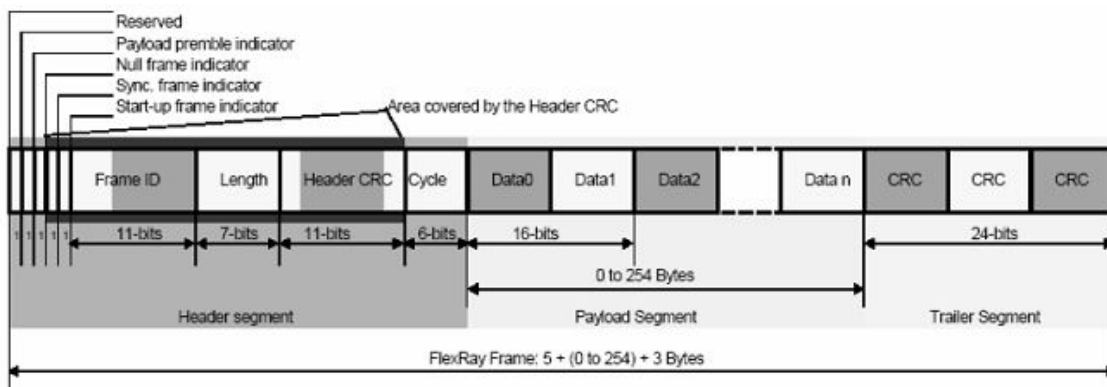 Reserved
Payload premble indicator
Null frame indicator
Sync. frame indicator
Start-up frame indicator
Area covered by the Header CRC
Frame ID Length Header CRC Cycle Data0 Data1 Data2 Data n CRC CRC CRC
1 1 1 1 1 11-bits 7-bits 11-bits 6-bits 16-bits 24-bits
0 to 254 Bytes
Header segment Payload Segment Trailer Segment
FlexRay Frame: 5 + (0 to 254) + 3 Bytes